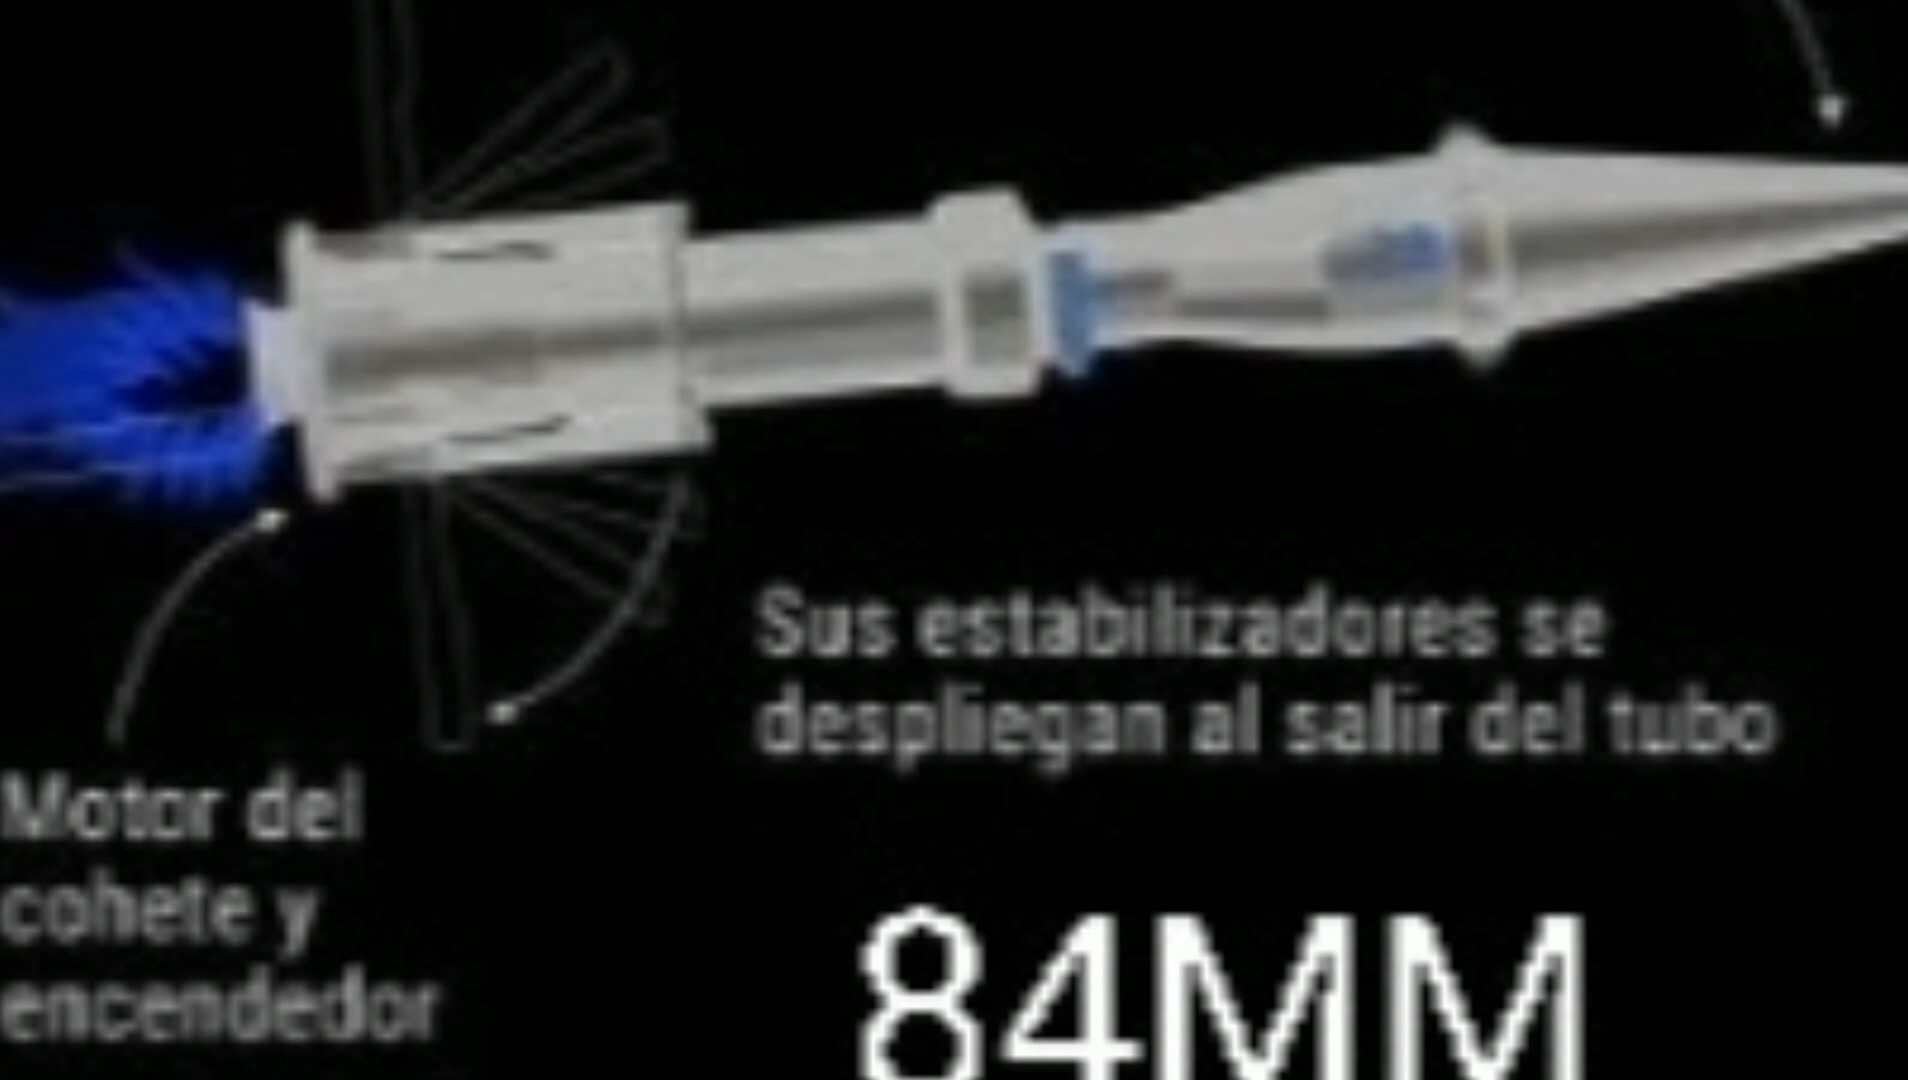 Sus estabilizadores se
despliegan al salir del tubo
Motor del
cohete y
encendedor
84MM